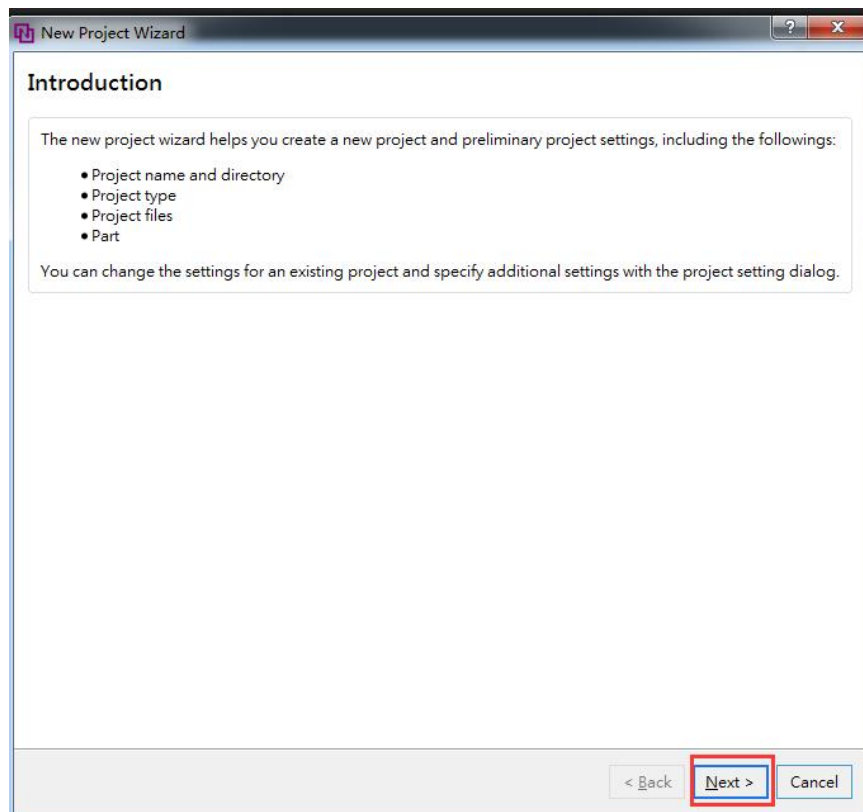 New Project Wizard
Introduction
The new project wizard helps you create a new project and preliminary project settings, including the followings:
● Project name and directory
● Project type
● Project files
● Part
You can change the settings for an existing project and specify additional settings with the project setting dialog.
< Back Next > Cancel